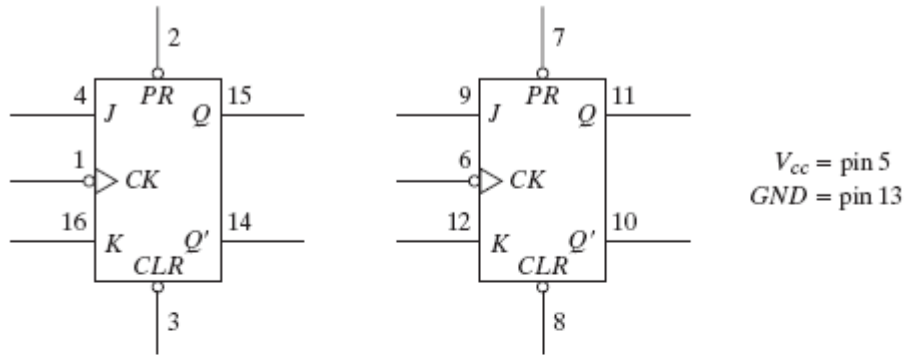 2 7
4 PR 15 9 PR 11
J Q J Q
1 6
CK CK
V_cc = pin 5
GND = pin 13
16 14 12 10
K Q' K Q'
CLR CLR
3 8